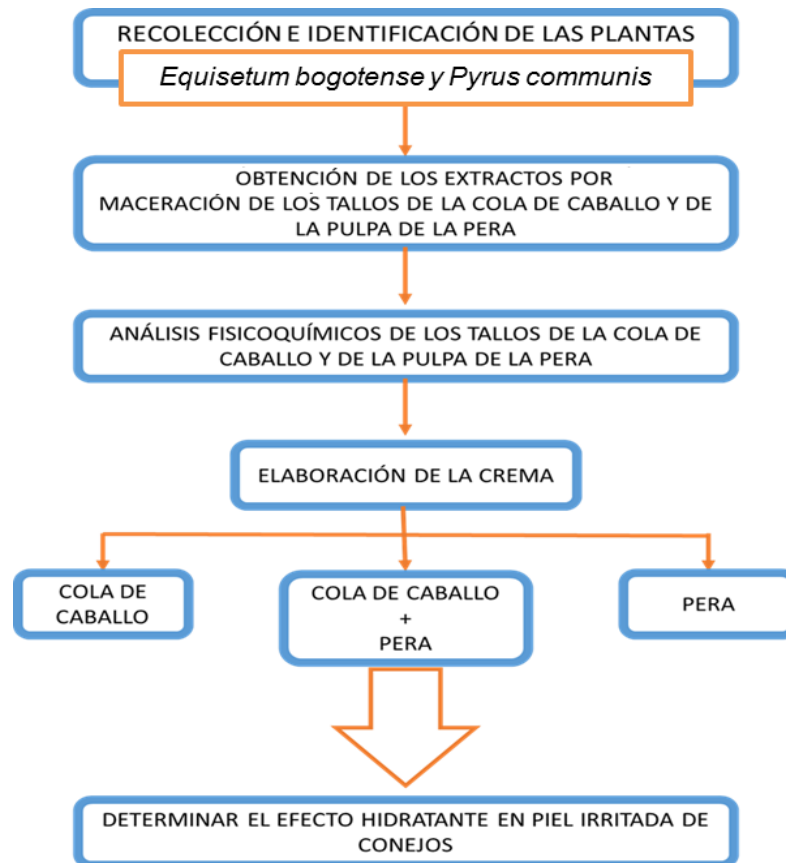 RECOLECCIÓN E IDENTIFICACIÓN DE LAS PLANTAS
Equisetum bogotense y Pyrus communis
OBTENCIÓN DE LOS EXTRACTOS POR
MACERACIÓN DE LOS TALLOS DE LA COLA DE CABALLO Y DE
LA PULPA DE LA PERA
ANÁLISIS FISICOQUÍMICOS DE LOS TALLOS DE LA COLA DE
CABALLO Y DE LA PULPA DE LA PERA
ELABORACIÓN DE LA CREMA
COLA DE
CABALLO
COLA DE CABALLO
+
PERA
PERA
DETERMINAR EL EFECTO HIDRATANTE EN PIEL IRRITADA DE
CONEJOS